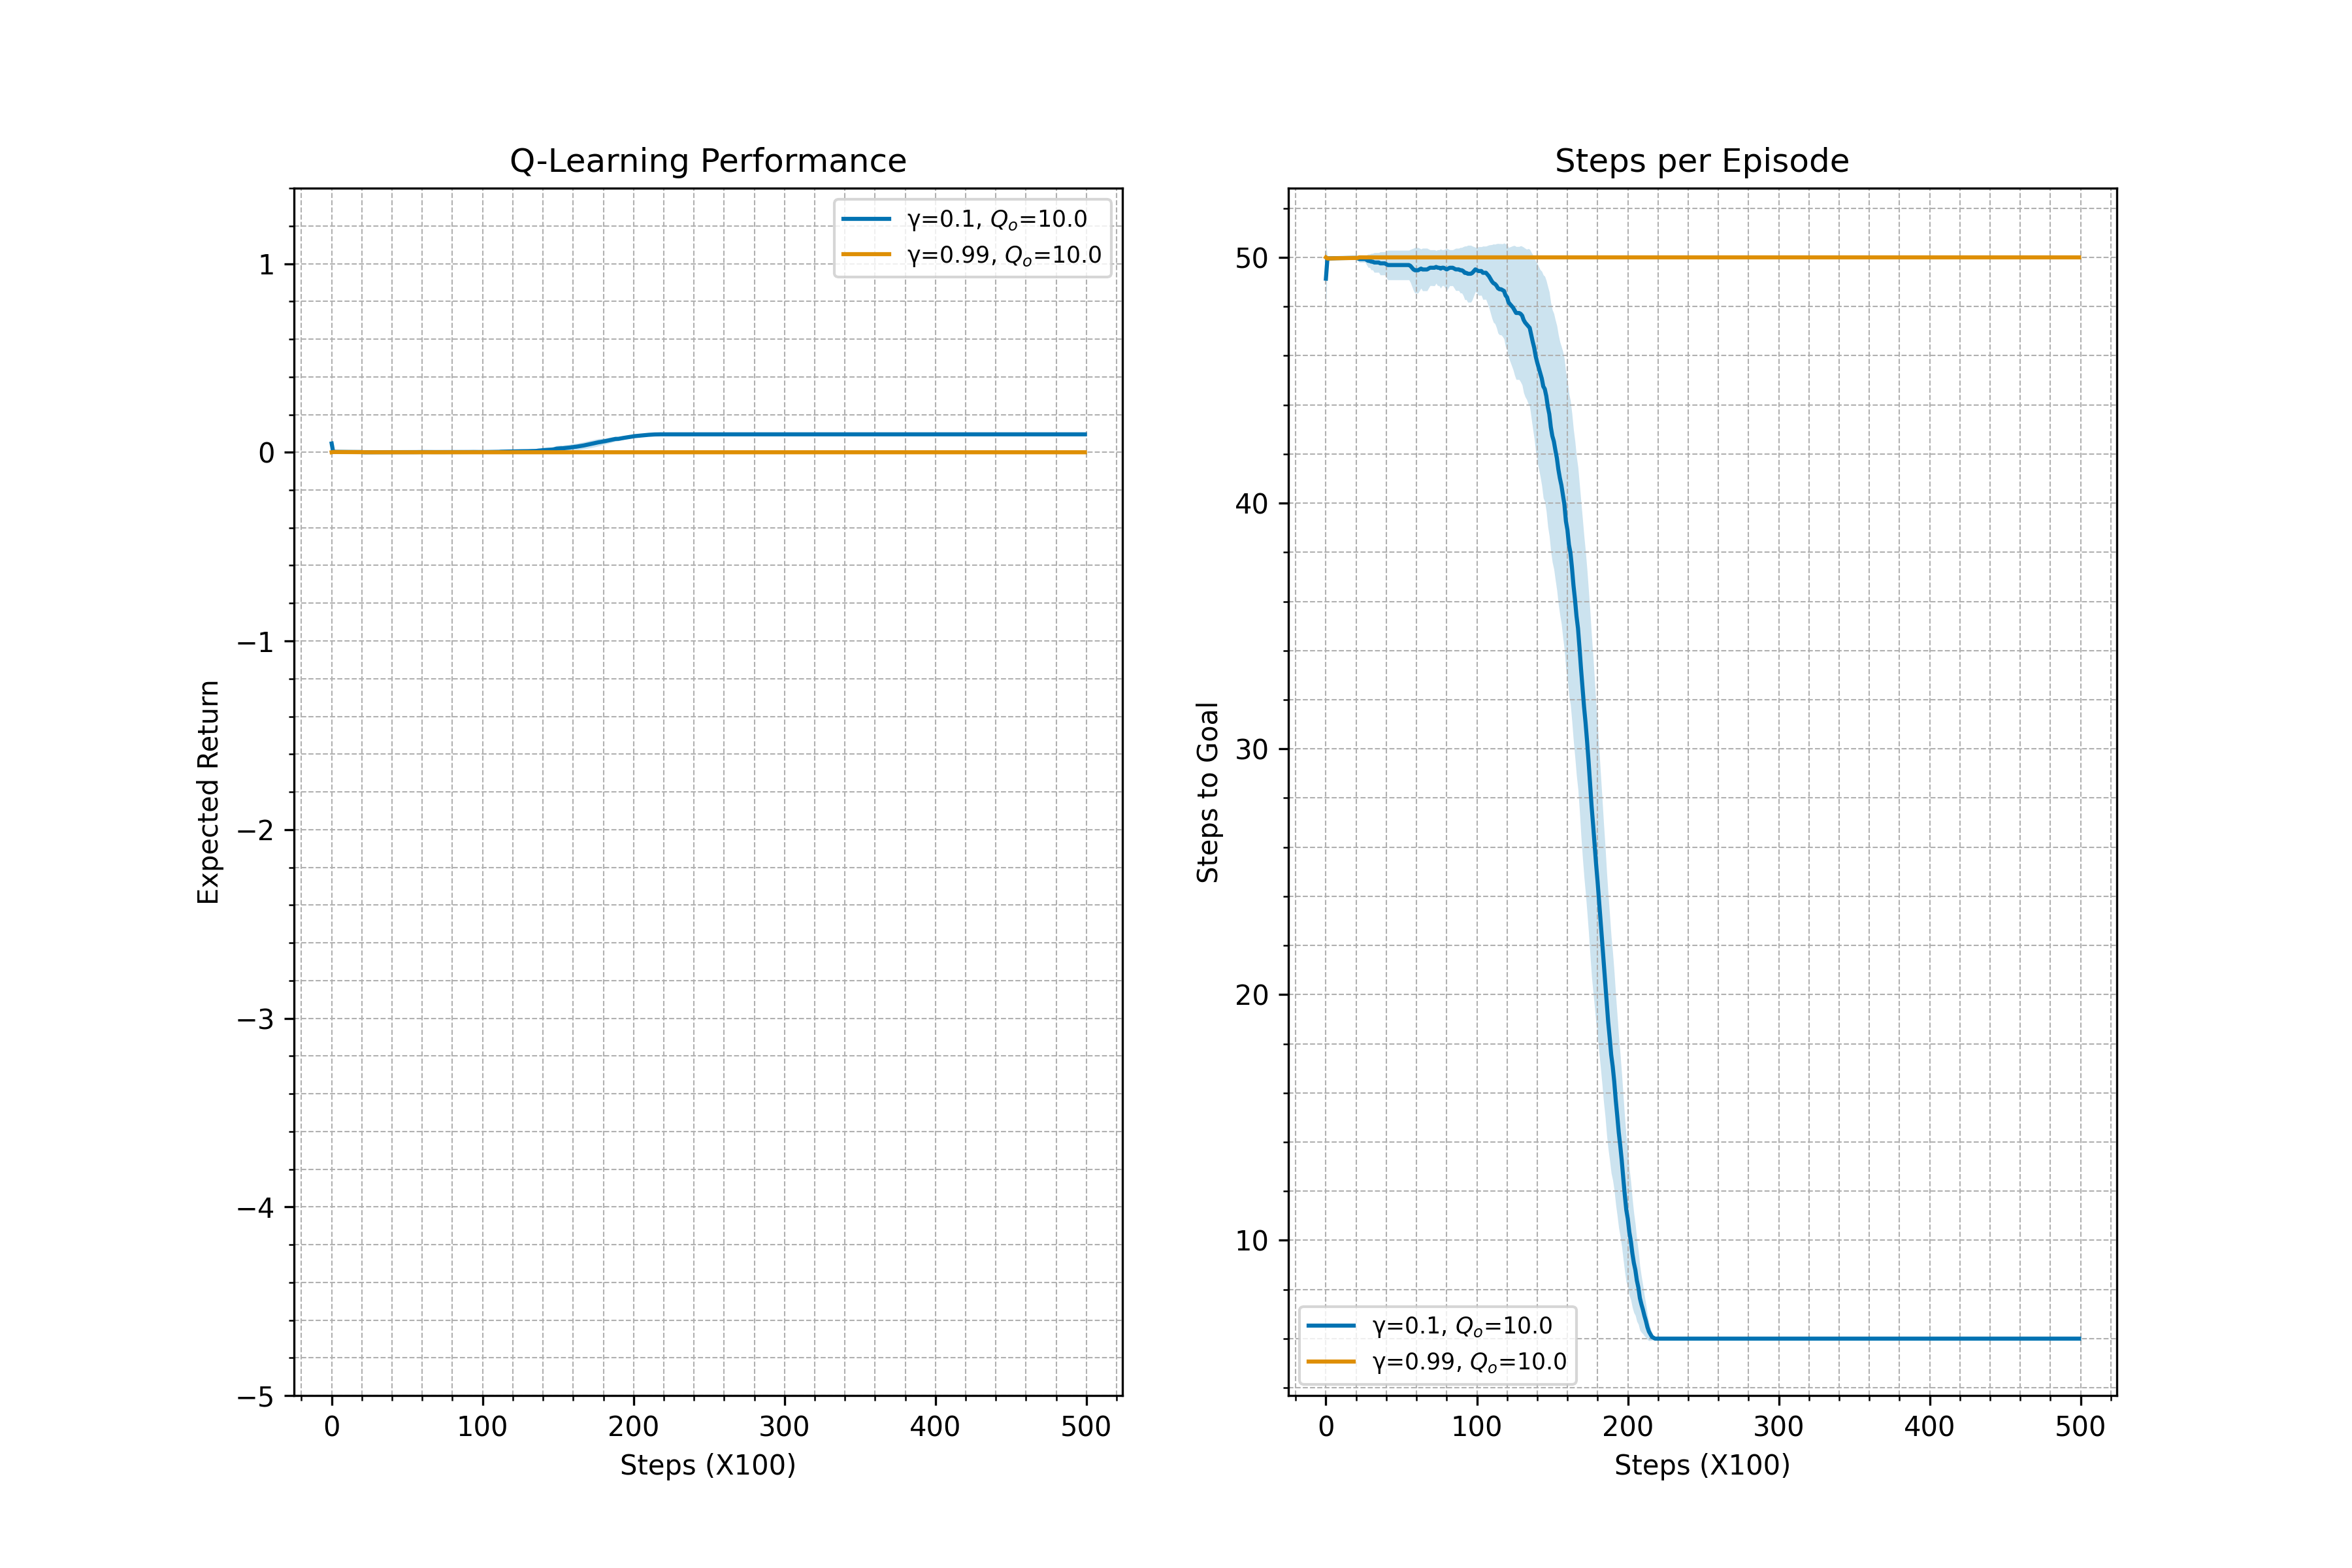 Q-Learning Performance
γ=0.1, Qo=10.0
γ=0.99, Qo=10.0
1
0
−1
−2
−3
−4
−5
Expected Return
0 100 200 300 400 500
Steps (X100)
Steps per Episode
50
40
30
20
10
Steps to Goal
γ=0.1, Qo=10.0
γ=0.99, Qo=10.0
0 100 200 300 400 500
Steps (X100)